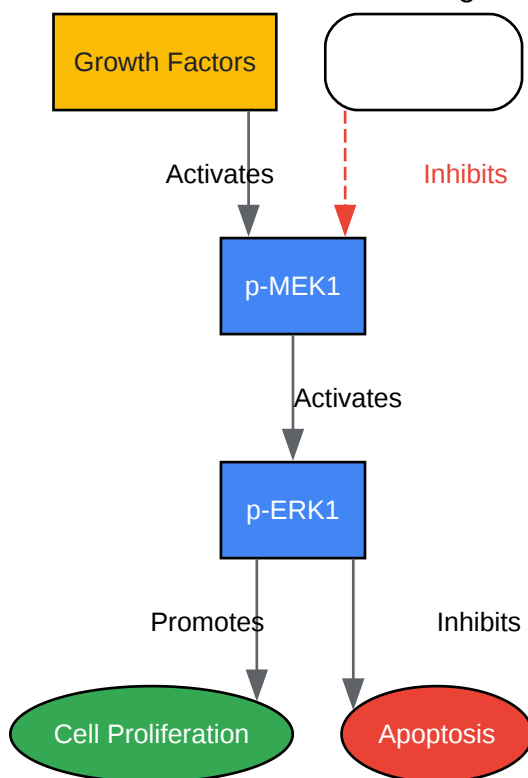 Growth Factors
Activates
Inhibits
p-MEK1
Activates
p-ERK1
Promotes
Inhibits
Cell Proliferation
Apoptosis